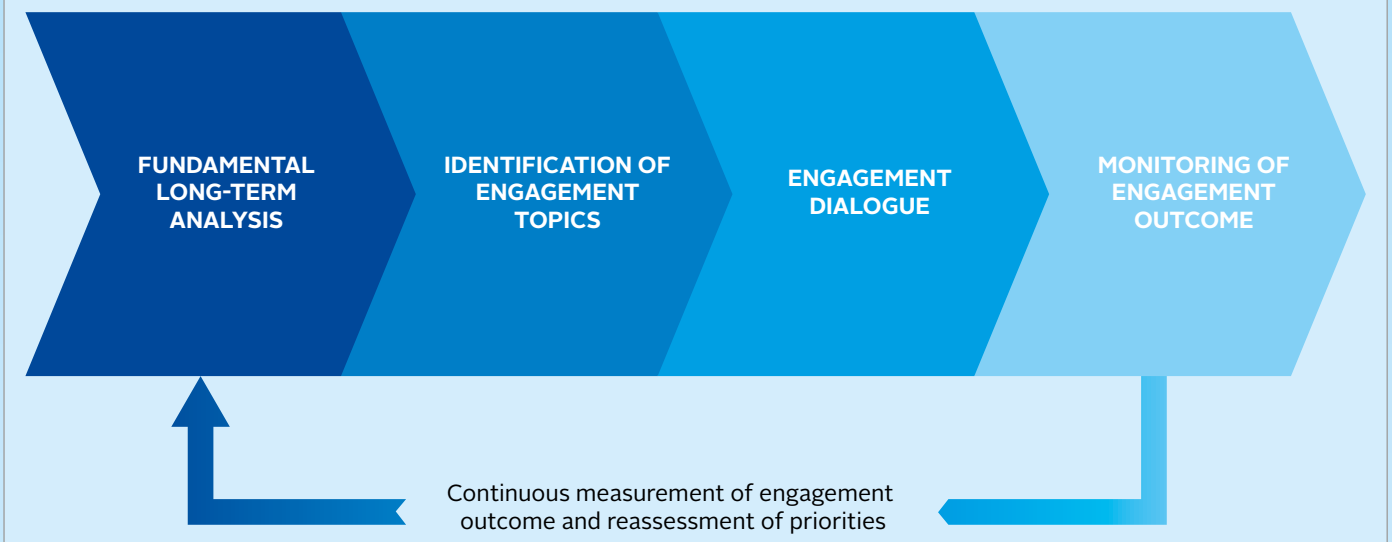 FUNDAMENTAL
LONG-TERM
ANALYSIS
IDENTIFICATION OF
ENGAGEMENT
TOPICS
ENGAGEMENT
DIALOGUE
MONITORING OF
ENGAGEMENT
OUTCOME
Continuous measurement of engagement
outcome and reassessment of priorities